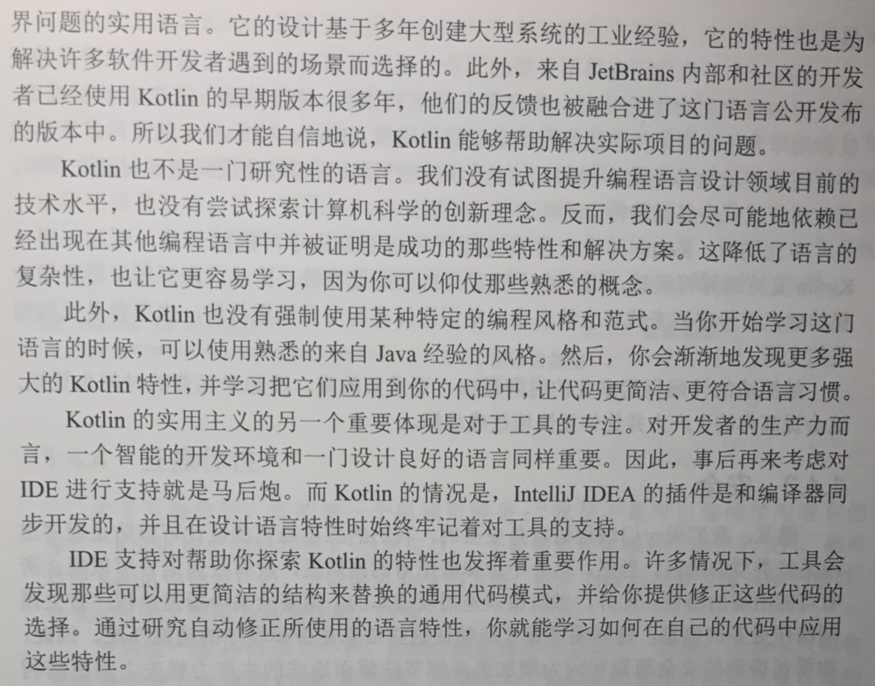 界问题的实用语言。它的设计基于多年创建大型系统的工业经验，它的特性也是为
解决许多软件开发者遇到的场景而选择的。此外，来自 JetBrains 内部和社区的开发
者已经使用 Kotlin 的早期版本很多年，他们的反馈也被融合进了这门语言公开发布
的版本中。所以我们才能自信地说，Kotlin 能够帮助解决实际项目的问题。
Kotlin 也不是一门研究性的语言。我们没有试图提升编程语言设计领域目前的
技术水平，也没有尝试探索计算机科学的创新理念。反而，我们会尽可能地依赖已
经出现在其他编程语言中并被证明是成功的那些特性和解决方案。这降低了语言的
复杂性，也让它更容易学习，因为你可以仰仗那些熟悉的概念。
此外，Kotlin 也没有强制使用某种特定的编程风格和范式。当你开始学习这门
语言的时候，可以使用熟悉的来自 Java 经验的风格。然后，你会渐渐地发现更多强
大的 Kotlin 特性，并学习把它们应用到你的代码中，让代码更简洁、更符合语言习惯。
Kotlin 的实用主义的另一个重要体现是对于工具的专注。对开发者的生产力而
言，一个智能的开发环境和一门设计良好的语言同样重要。因此，事后再来考虑对
IDE 进行支持就是马后炮。而 Kotlin 的情况是，IntelliJ IDEA 的插件是和编译器同
步开发的，并且在设计语言特性时始终牢记着对工具的支持。
IDE 支持对帮助你探索 Kotlin 的特性也发挥着重要作用。许多情况下，工具会
发现那些可以用更简洁的结构来替换的通用代码模式，并给你提供修正这些代码的
选择。通过研究自动修正所使用的语言特性，你就能学习如何在自己的代码中应用
这些特性。